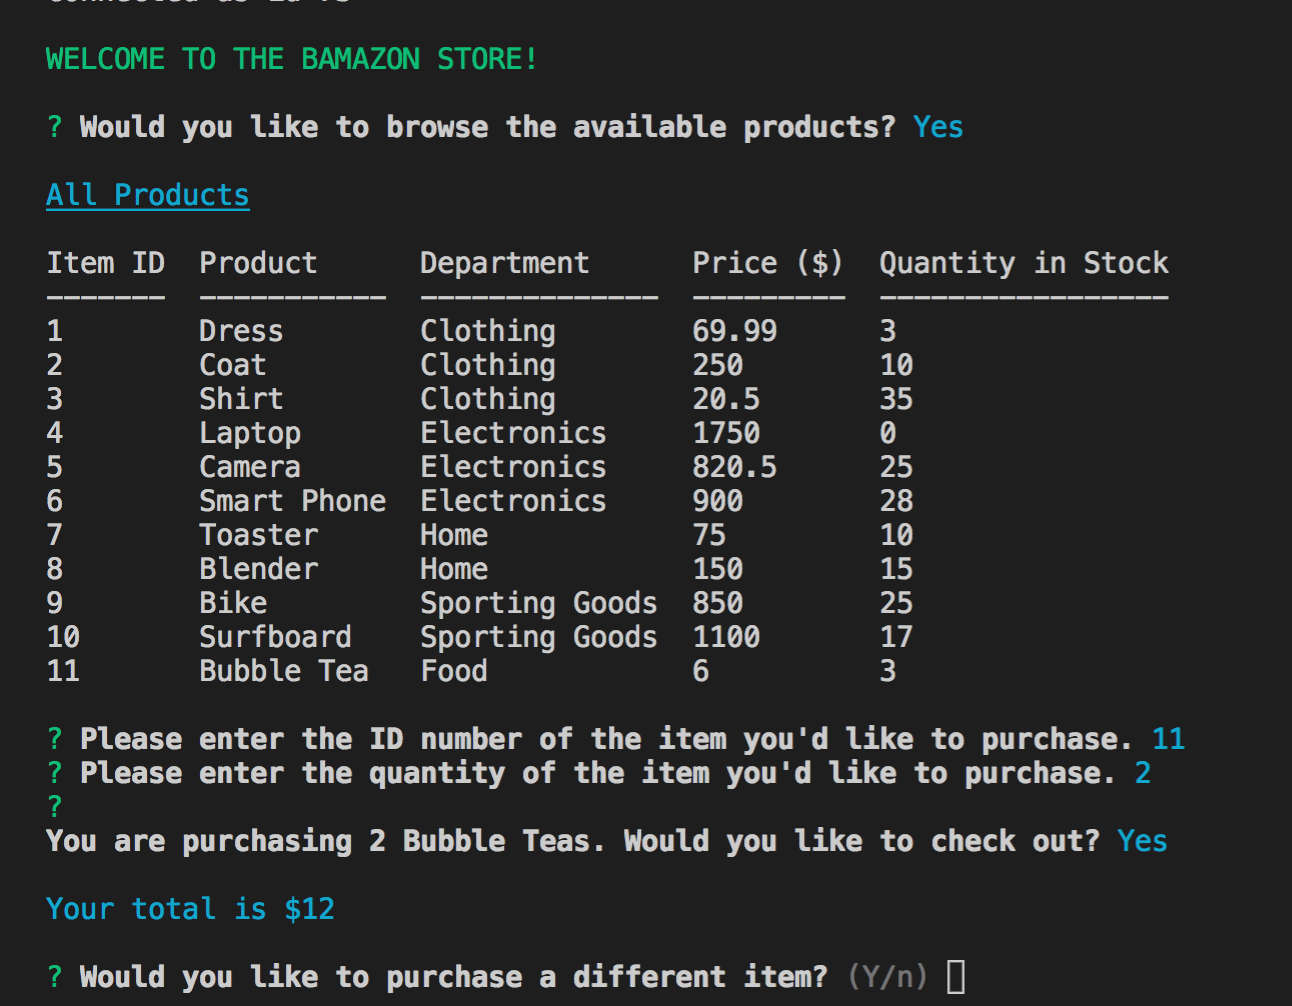 WELCOME TO THE BAMAZON STORE!
? Would you like to browse the available products? Yes
All Products
Item ID  Product      Department      Price ($)  Quantity in Stock
-------  -----------  --------------  ---------  -----------------
1        Dress        Clothing        69.99      3
2        Coat         Clothing        250        10
3        Shirt        Clothing        20.5       35
4        Laptop       Electronics     1750       0
5        Camera       Electronics     820.5      25
6        Smart Phone  Electronics     900        28
7        Toaster      Home            75         10
8        Blender      Home            150        15
9        Bike         Sporting Goods  850        25
10       Surfboard    Sporting Goods  1100       17
11       Bubble Tea   Food            6          3
? Please enter the ID number of the item you'd like to purchase. 11
? Please enter the quantity of the item you'd like to purchase. 2
?
You are purchasing 2 Bubble Teas. Would you like to check out? Yes
Your total is $12
? Would you like to purchase a different item? (Y/n)